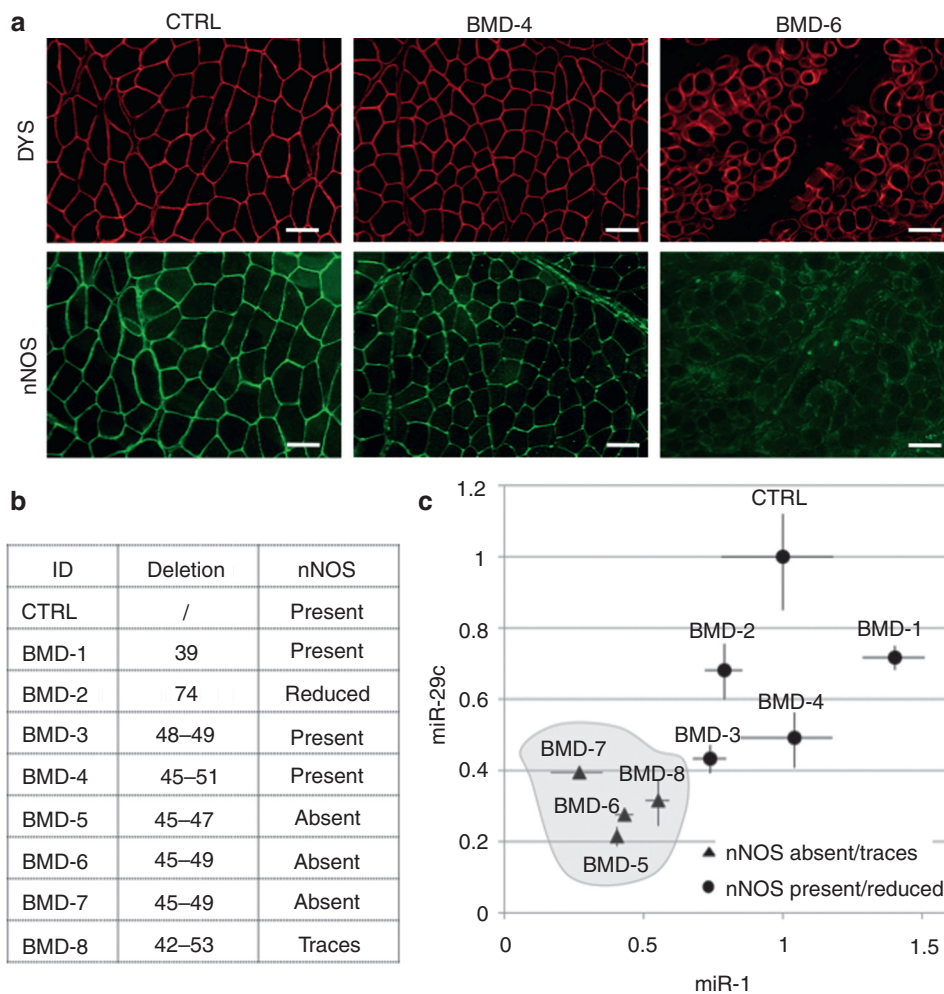 a
CTRL BMD-4 BMD-6
DYS
nNOS
b
ID Deletion nNOS
CTRL / Present
BMD-1 39 Present
BMD-2 74 Reduced
BMD-3 48–49 Present
BMD-4 45–51 Present
BMD-5 45–47 Absent
BMD-6 45–49 Absent
BMD-7 45–49 Absent
BMD-8 42–53 Traces
c
1.2
1
0.8
0.6
0.4
0.2
0
miR-29c
CTRL
BMD-2 BMD-1
BMD-4
BMD-3
BMD-7
BMD-8
BMD-6
BMD-5
▲ nNOS absent/traces
● nNOS present/reduced
0 0.5 1 1.5
miR-1